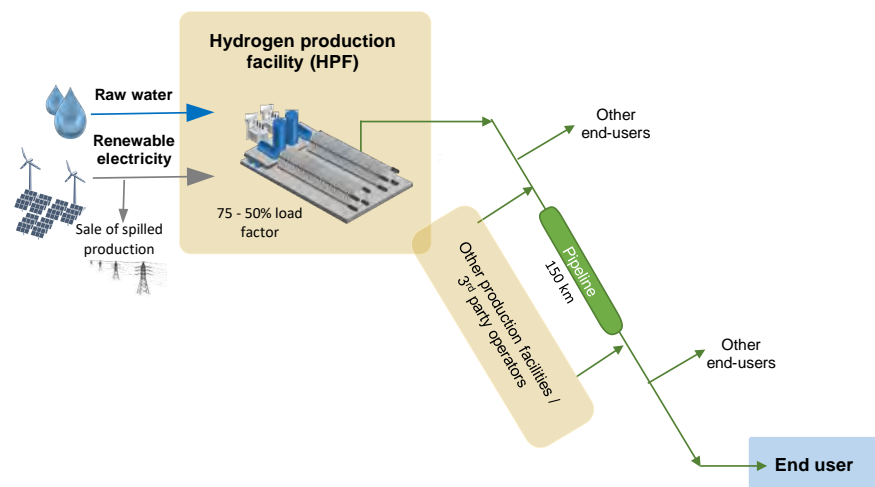 Hydrogen production
facility (HPF)
Raw water
Renewable
electricity
Sale of spilled
production
75 - 50% load
factor
Other
end-users
Other production facilities /
3rd party operators
Pipeline
150 km
Other
end-users
End user